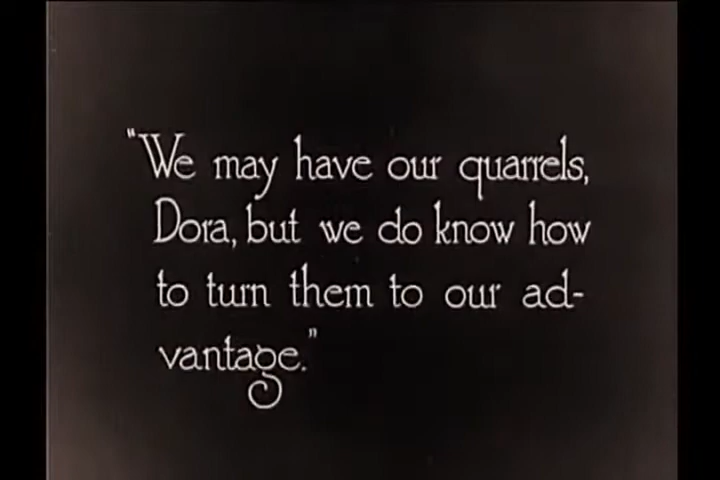 "We may have our quarrels,
Dora, but we do know how
to turn them to our ad-
vantage."